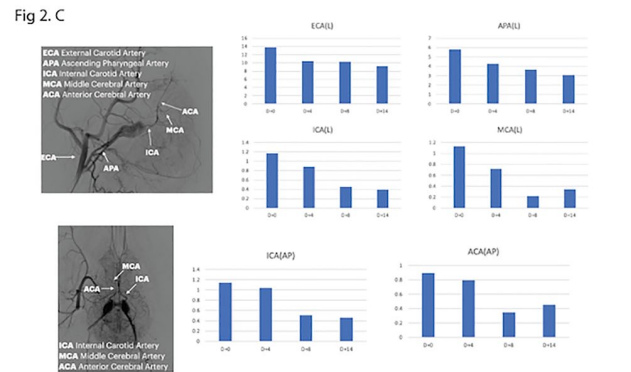 Fig 2. C
ECA External Carotid Artery
APA Ascending Pharyngeal Artery
ICA Internal Carotid Artery
MCA Middle Cerebral Artery
ACA Anterior Cerebral Artery
ACA
MCA
ICA
ECA
APA
ECA(L)
16
14
12
10
8
6
4
2
0
D+0 D+4 D+8 D+14
APA(L)
7
6
5
4
3
2
1
0
D+0 D+4 D+8 D+14
ICA(L)
1.4
1.2
1
0.8
0.6
0.4
0.2
0
D+0 D+4 D+8 D+14
MCA(L)
1.2
1
0.8
0.6
0.4
0.2
0
D+0 D+4 D+8 D+14
MCA
ICA
ACA
ICA Internal Carotid Artery
MCA Middle Cerebral Artery
ACA Anterior Cerebral Artery
ICA(AP)
1.4
1.2
1
0.8
0.6
0.4
0.2
0
D+0 D+4 D+8 D+14
ACA(AP)
1
0.8
0.6
0.4
0.2
0
D+0 D+4 D+8 D+14